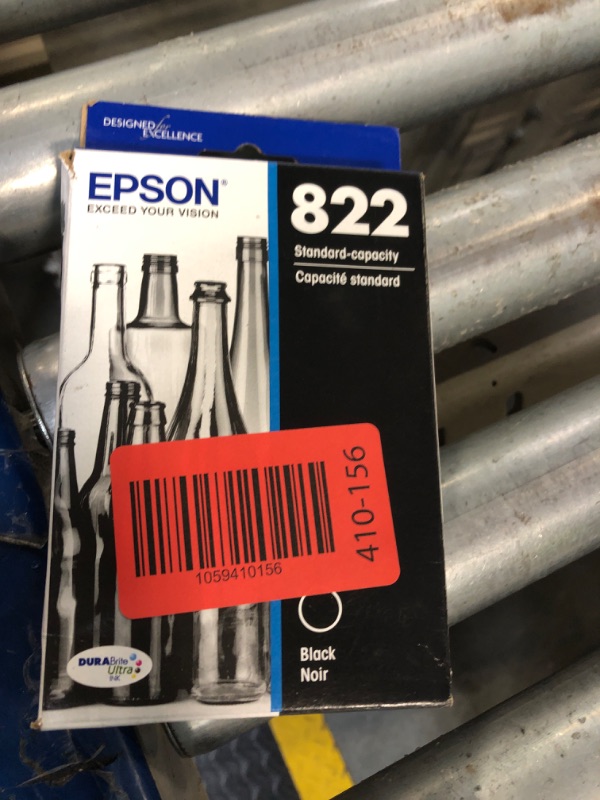 DESIGNED for
EXCELLENCE
EPSON®
EXCEED YOUR VISION
822
Standard-capacity
Capacité standard
410-156
1059410156
Black
Noir
DURABrite
Ultra
INK